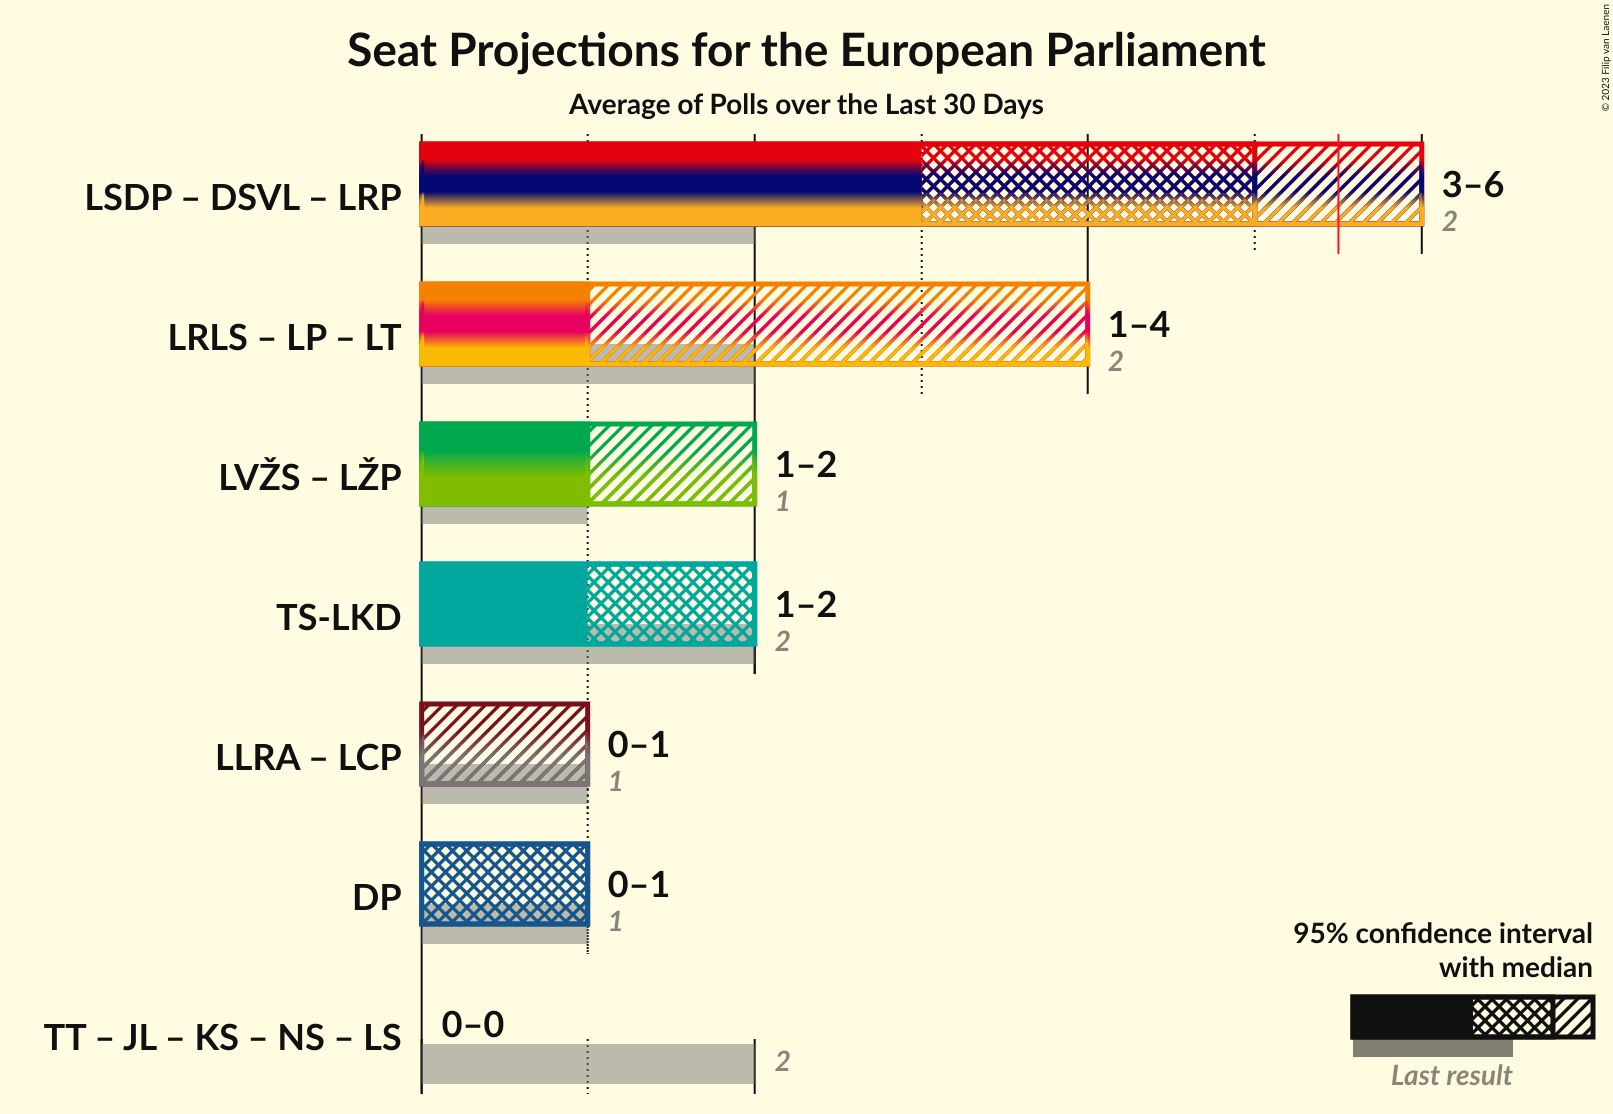 Seat Projections for the European Parliament
Average of Polls over the Last 30 Days
© 2023 Filip van Laenen
LSDP – DSVL – LRP
3–6
2
LRLS – LP – LT
1–4
2
LVŽS – LŽP
1–2
1
TS-LKD
1–2
2
LLRA – LCP
0–1
1
DP
0–1
1
TT – JL – KS – NS – LS
0–0
2
95% confidence interval
with median
Last result